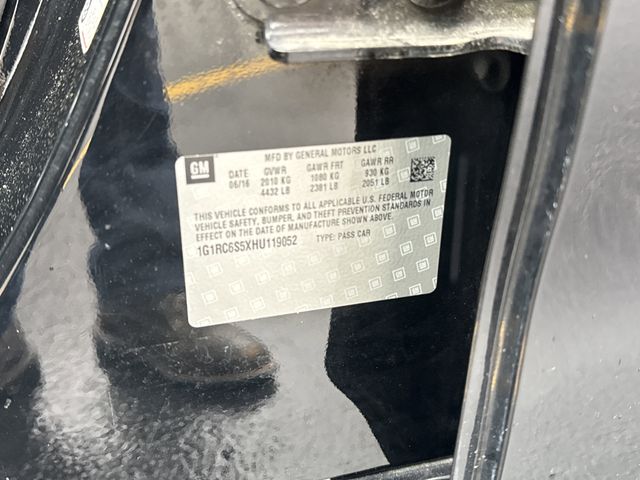 GM
MFD BY GENERAL MOTORS LLC
DATE GVWR GAWR FRT GAWR RR
06/16 2010 KG 1080 KG 930 KG
4432 LB 2381 LB 2051 LB
THIS VEHICLE CONFORMS TO ALL APPLICABLE U.S. FEDERAL MOTOR
VEHICLE SAFETY, BUMPER, AND THEFT PREVENTION STANDARDS IN
EFFECT ON THE DATE OF MANUFACTURE SHOWN ABOVE.
1G1RC6S5XHU119052 TYPE: PASS CAR